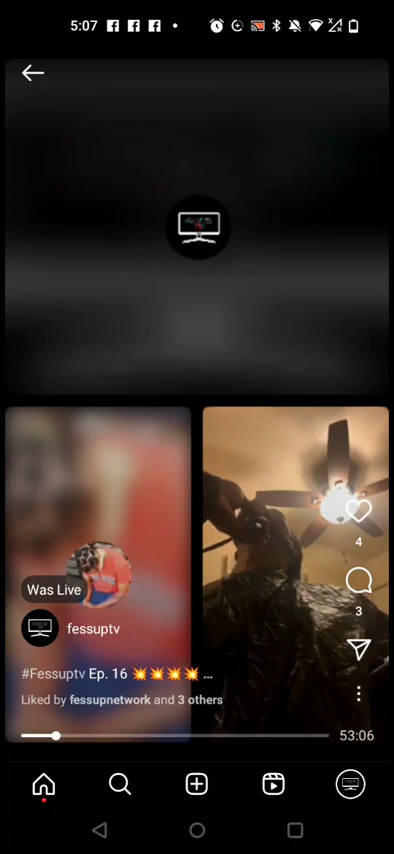 5:07
Was Live
fessuptv
#Fessuptv Ep. 16 💥💥💥💥 ...
Liked by fessupnetwork and 3 others
4
3
53:06